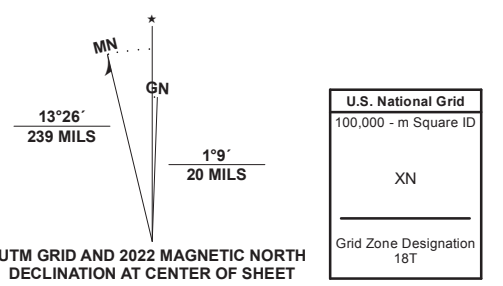 ★
MN
GN
13°26´
239 MILS
1°9´
20 MILS
UTM GRID AND 2022 MAGNETIC NORTH
DECLINATION AT CENTER OF SHEET
U.S. National Grid
100,000 - m Square ID
XN
Grid Zone Designation
18T